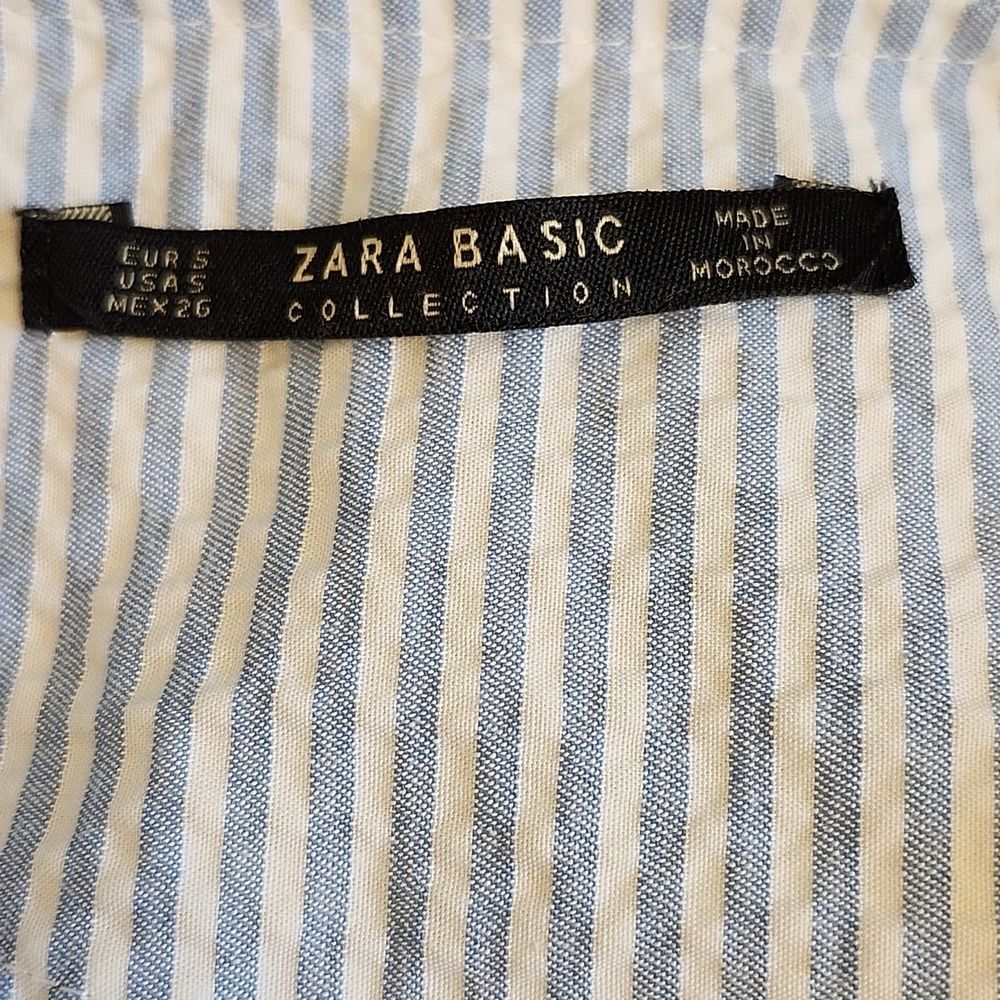 EUR S
USA S
MEX 26
ZARA BASIC
COLLECTION
MADE
IN
MOROCCO